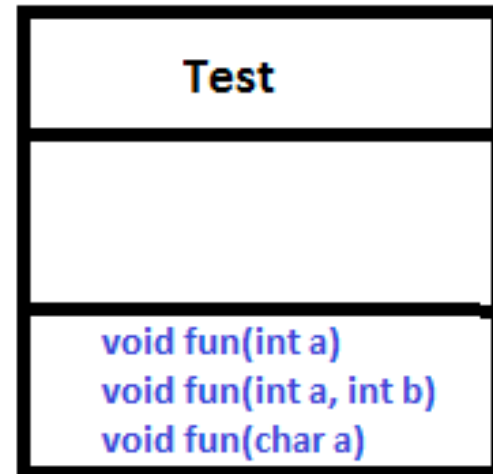 Test
void fun(int a)
void fun(int a, int b)
void fun(char a)